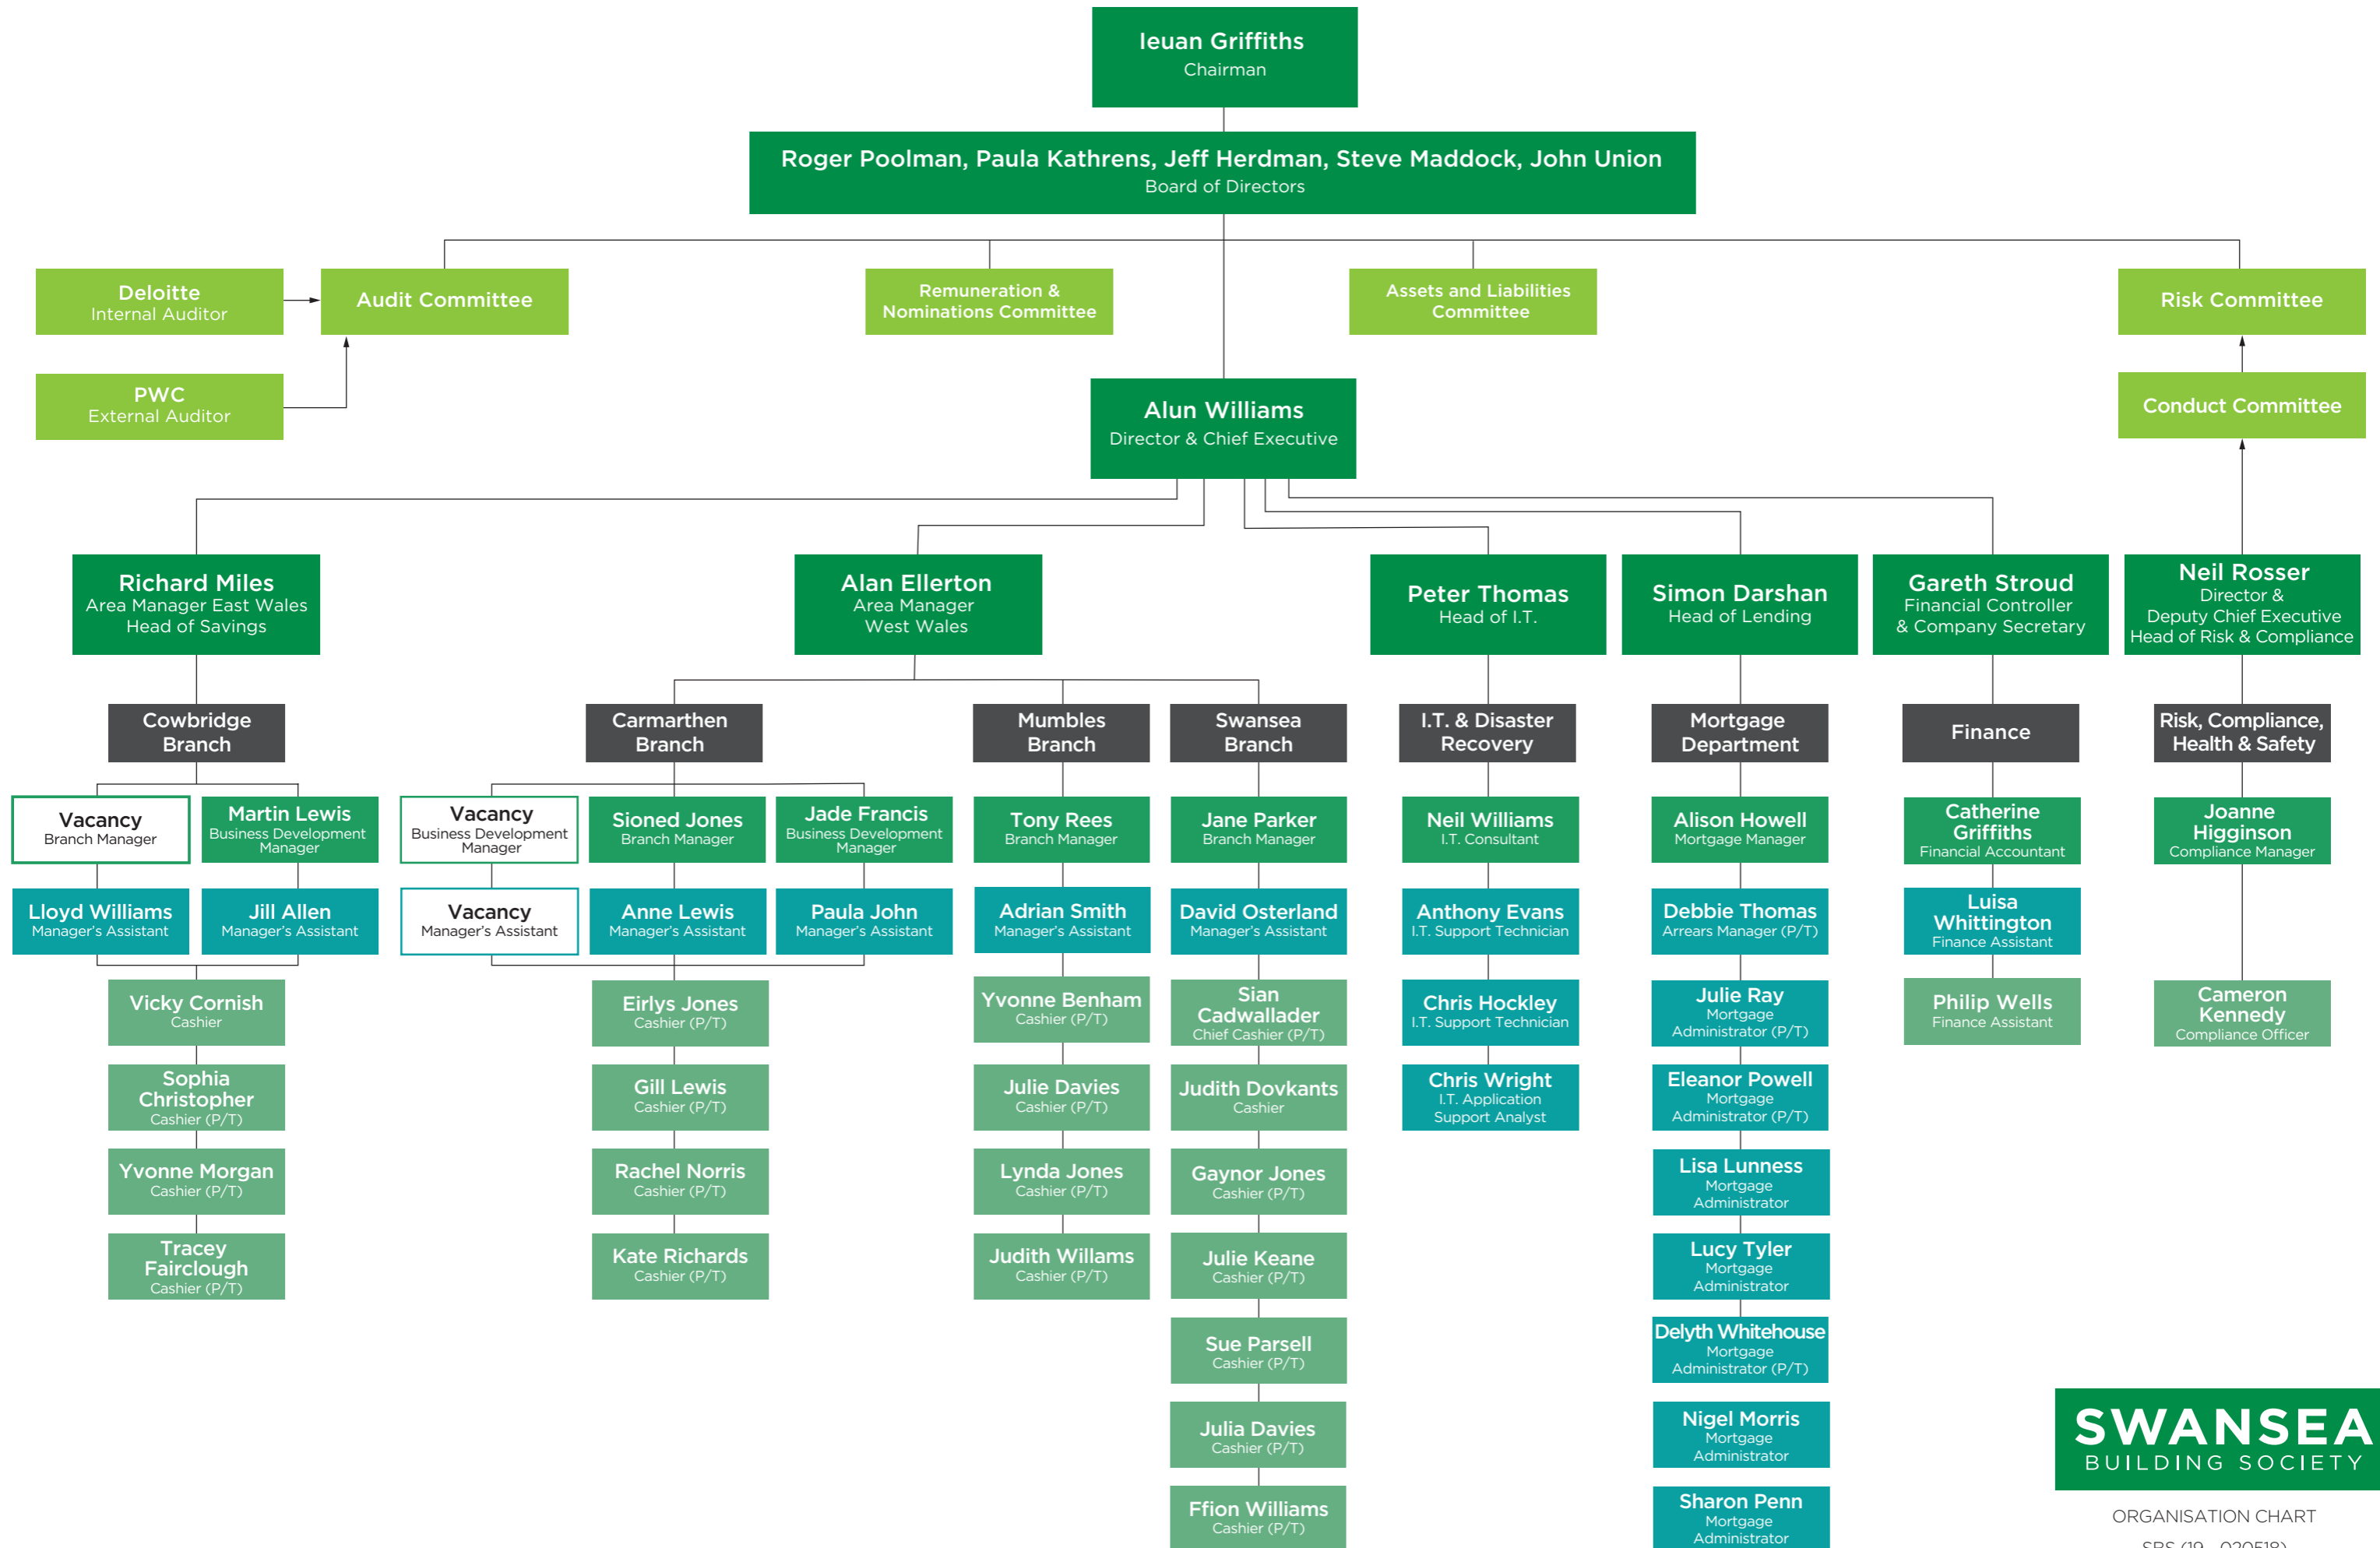 Ieuan Griffiths
Chairman
Roger Poolman, Paula Kathrens, Jeff Herdman, Steve Maddock, John Union
Board of Directors
Deloitte
Internal Auditor
Audit Committee
Remuneration &
Nominations Committee
Assets and Liabilities
Committee
Risk Committee
PWC
External Auditor
Conduct Committee
Alun Williams
Director & Chief Executive
Richard Miles
Area Manager East Wales
Head of Savings
Alan Ellerton
Area Manager
West Wales
Peter Thomas
Head of I.T.
Simon Darshan
Head of Lending
Gareth Stroud
Financial Controller
& Company Secretary
Neil Rosser
Director &
Deputy Chief Executive
Head of Risk & Compliance
Cowbridge
Branch
Carmarthen
Branch
Mumbles
Branch
Swansea
Branch
I.T. & Disaster
Recovery
Mortgage
Department
Finance
Risk, Compliance,
Health & Safety
Vacancy
Branch Manager
Martin Lewis
Business Development
Manager
Vacancy
Business Development
Manager
Sioned Jones
Branch Manager
Jade Francis
Business Development
Manager
Tony Rees
Branch Manager
Jane Parker
Branch Manager
Neil Williams
I.T. Consultant
Alison Howell
Mortgage Manager
Catherine
Griffiths
Financial Accountant
Joanne
Higginson
Compliance Manager
Lloyd Williams
Manager's Assistant
Jill Allen
Manager's Assistant
Vacancy
Manager's Assistant
Anne Lewis
Manager's Assistant
Paula John
Manager's Assistant
Adrian Smith
Manager's Assistant
David Osterland
Manager's Assistant
Anthony Evans
I.T. Support Technician
Debbie Thomas
Arrears Manager (P/T)
Luisa
Whittington
Finance Assistant
Vicky Cornish
Cashier
Eirlys Jones
Cashier (P/T)
Yvonne Benham
Cashier (P/T)
Sian
Cadwallader
Chief Cashier (P/T)
Chris Hockley
I.T. Support Technician
Julie Ray
Mortgage
Administrator (P/T)
Philip Wells
Finance Assistant
Cameron
Kennedy
Compliance Officer
Sophia
Christopher
Cashier (P/T)
Gill Lewis
Cashier (P/T)
Julie Davies
Cashier (P/T)
Judith Dovkants
Cashier
Chris Wright
I.T. Application
Support Analyst
Eleanor Powell
Mortgage
Administrator (P/T)
Yvonne Morgan
Cashier (P/T)
Rachel Norris
Cashier (P/T)
Lynda Jones
Cashier (P/T)
Gaynor Jones
Cashier (P/T)
Lisa Lunness
Mortgage
Administrator
Tracey
Fairclough
Cashier (P/T)
Kate Richards
Cashier (P/T)
Judith Willams
Cashier (P/T)
Julie Keane
Cashier (P/T)
Lucy Tyler
Mortgage
Administrator
Sue Parsell
Cashier (P/T)
Delyth Whitehouse
Mortgage
Administrator (P/T)
Julia Davies
Cashier (P/T)
Nigel Morris
Mortgage
Administrator
Ffion Williams
Cashier (P/T)
Sharon Penn
Mortgage
Administrator
SWANSEA
BUILDING SOCIETY
ORGANISATION CHART
SBS (19 - 020518)